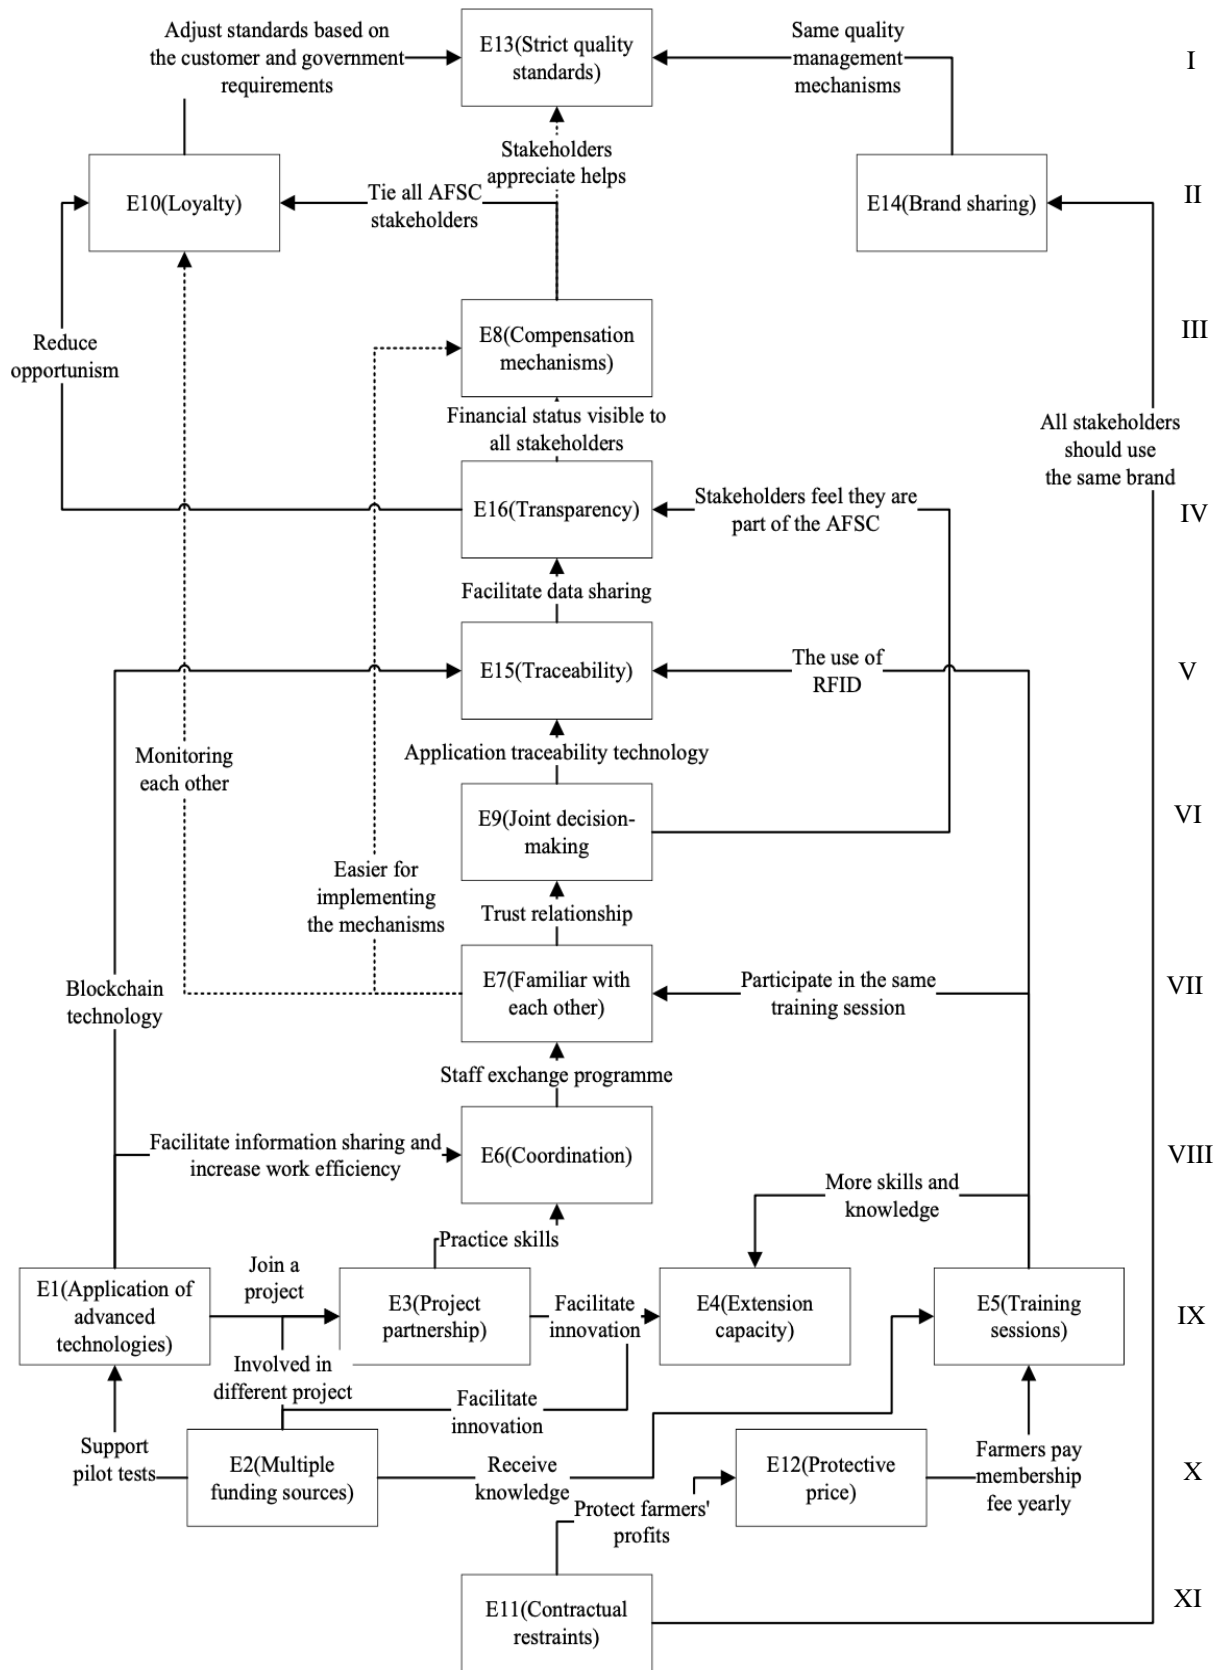 Adjust standards based on
the customer and government
requirements
E13(Strict quality
standards)
Same quality
management
mechanisms
I
Stakeholders
appreciate helps
E10(Loyalty)
Tie all AFSC
stakeholders
E14(Brand sharing)
II
Reduce
opportunism
E8(Compensation
mechanisms)
III
Financial status visible to
all stakeholders
All stakeholders
should use
the same brand
E16(Transparency)
Stakeholders feel they are
part of the AFSC
IV
Facilitate data sharing
E15(Traceability)
The use of
RFID
V
Monitoring
each other
Application traceability technology
E9(Joint decision-
making
VI
Easier for
implementing
the mechanisms
Trust relationship
Blockchain
technology
E7(Familiar with
each other)
Participate in the same
training session
VII
Staff exchange programme
Facilitate information sharing and
increase work efficiency
E6(Coordination)
VIII
More skills and
knowledge
Practice skills
E1(Application of
advanced
technologies)
Join a
project
E3(Project
partnership)
Facilitate
innovation
E4(Extension
capacity)
E5(Training
sessions)
IX
Involved in
different project
Facilitate
innovation
Support
pilot tests
E2(Multiple
funding sources)
Receive
knowledge
E12(Protective
price)
Farmers pay
membership
fee yearly
X
Protect farmers'
profits
E11(Contractual
restraints)
XI